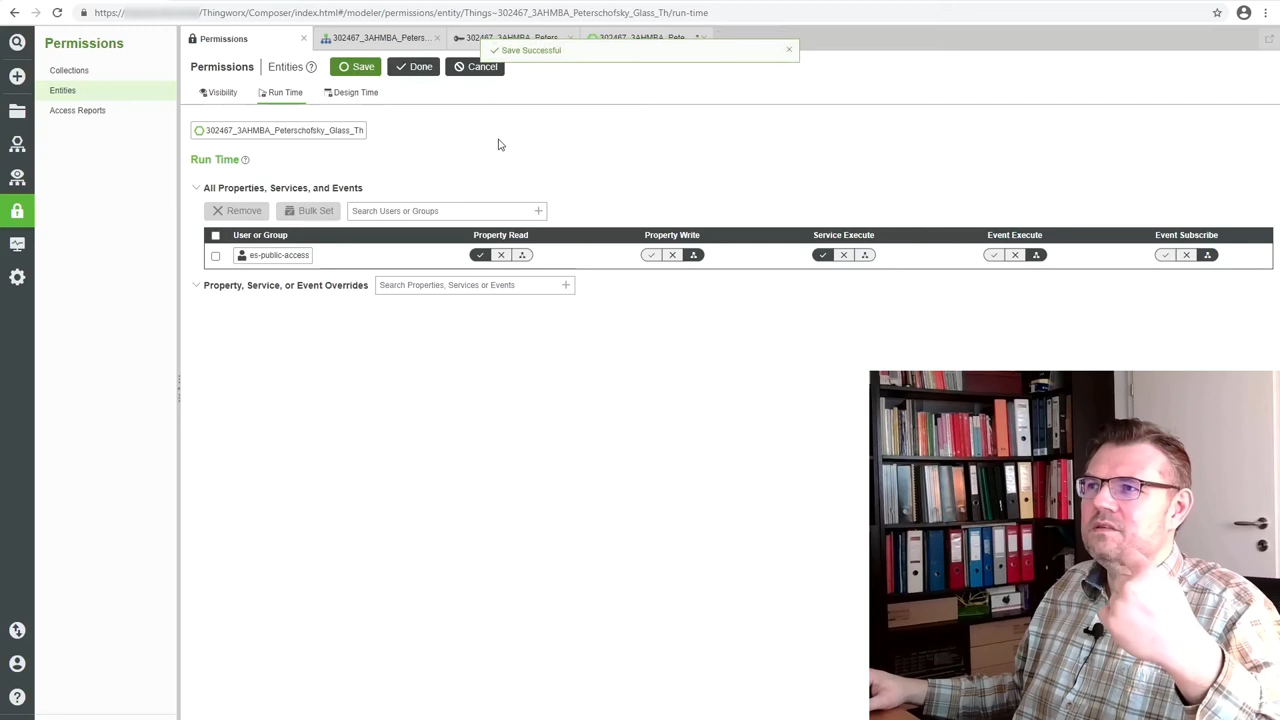 https://
/Thingworx/Composer/index.html#/modeler/permissions/entity/Things~302467_3AHMBA_Peterschofsky_Glass_Th/run-time
Permissions
Permissions
302467_3AHMBA_Peters...
302467_3AHMBA_Peters...
302467_3AHMBA_Pete...
Save Successful
Permissions
Entities
Save
Done
Cancel
Collections
Entities
Access Reports
Visibility
Run Time
Design Time
302467_3AHMBA_Peterschofsky_Glass_Th
Run Time
All Properties, Services, and Events
Remove
Bulk Set
Search Users or Groups
User or Group
Property Read
Property Write
Service Execute
Event Execute
Event Subscribe
es-public-access
Property, Service, or Event Overrides
Search Properties, Services or Events